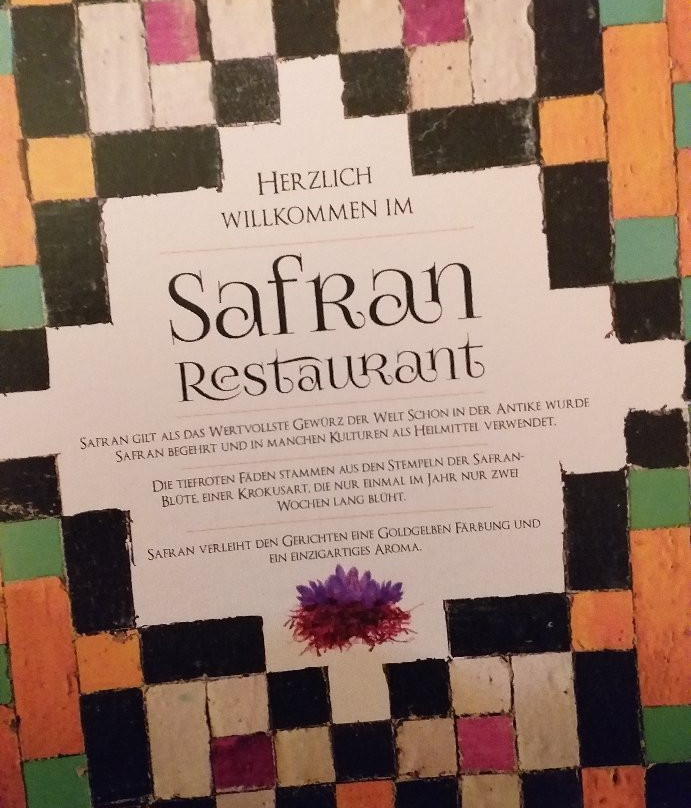 Herzlich
willkommen im
Safran
Restaurant
Safran gilt als das Wertvollste Gewürz der Welt Schon in der Antike wurde
Safran begehrt und in manchen Kulturen als Heilmittel verwendet.
Die tiefroten Fäden stammen aus den Stempeln der Safran-
Blüte, einer Krokusart, die nur einmal im Jahr nur zwei
Wochen lang blüht.
Safran verleiht den Gerichten eine Goldgelben Färbung und
ein einzigartiges Aroma.